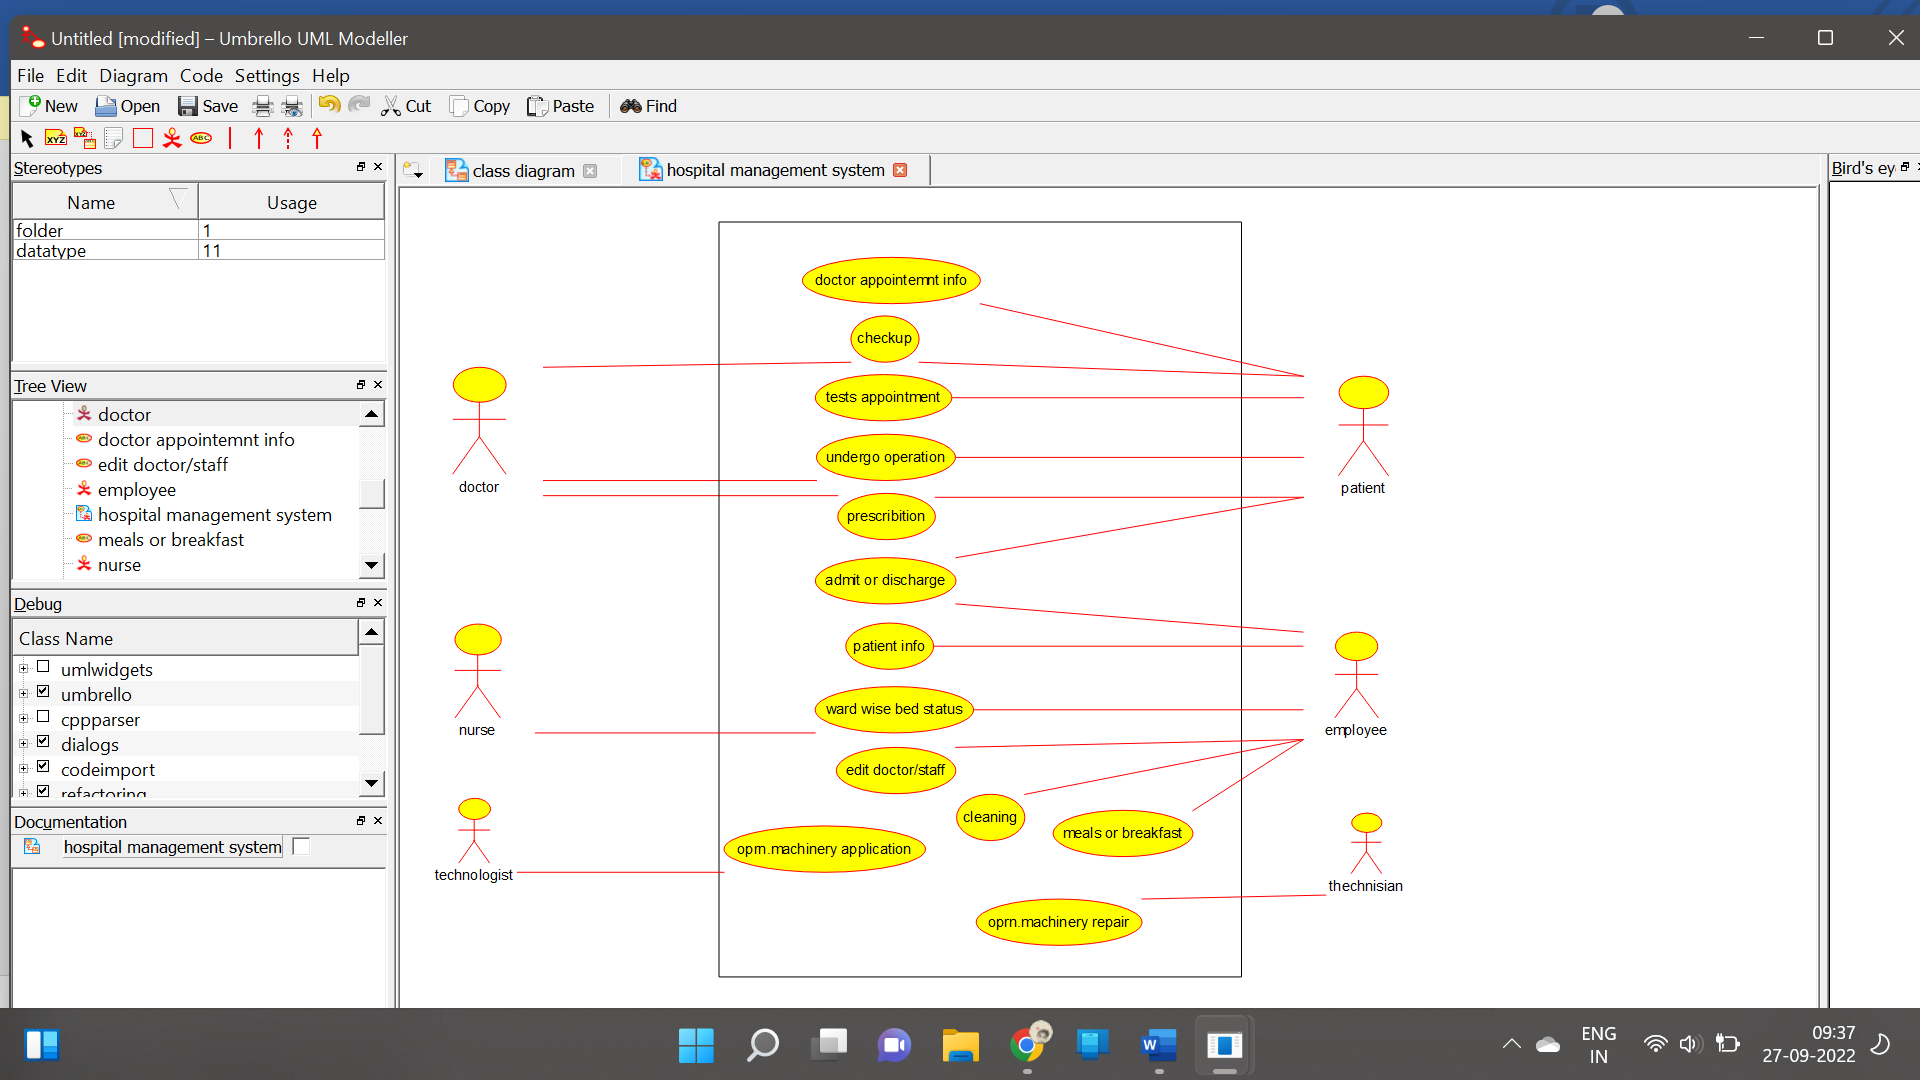 Untitled [modified] – Umbrello UML Modeller
File Edit Diagram Code Settings Help
New Open Save Cut Copy Paste Find
XYZ XYZ ABC
Stereotypes
Name Usage
folder 1
datatype 11
Tree View
doctor
doctor appointemnt info
edit doctor/staff
employee
hospital management system
meals or breakfast
nurse
Debug
Class Name
umlwidgets
umbrello
cppparser
dialogs
codeimport
refactoring
Documentation
hospital management system
class diagram
hospital management system
Bird's ey
doctor appointemnt info
checkup
tests appointment
undergo operation
prescribition
admit or discharge
patient info
ward wise bed status
edit doctor/staff
cleaning
meals or breakfast
oprn.machinery application
oprn.machinery repair
doctor
nurse
technologist
patient
employee
thechnisian
ENG
IN
09:37
27-09-2022